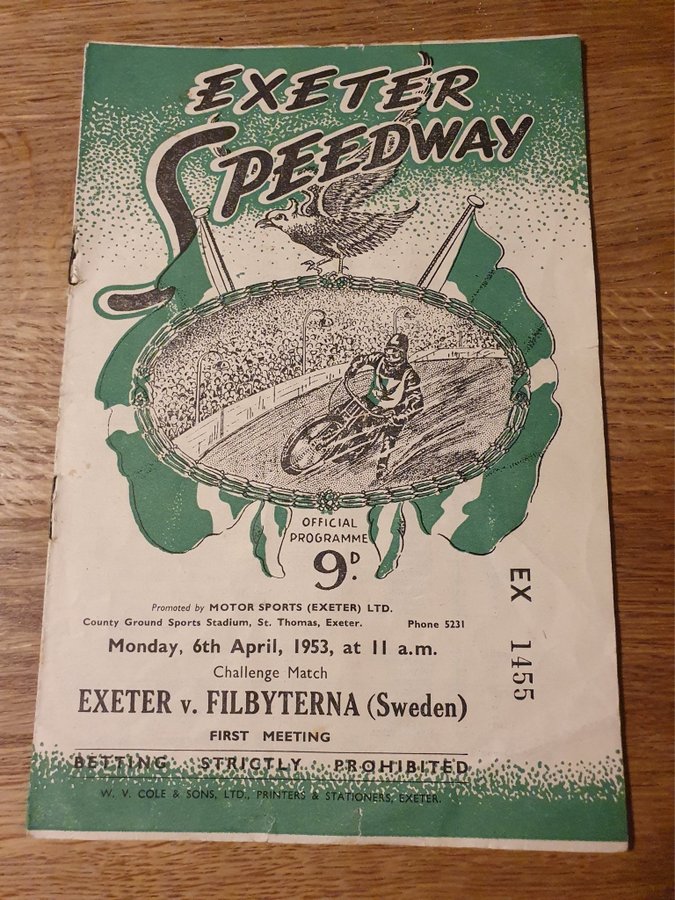 EXETER
SPEEDWAY
OFFICIAL
PROGRAMME
9D.
Promoted by MOTOR SPORTS (EXETER) LTD.
County Ground Sports Stadium, St. Thomas, Exeter. Phone 5231
Monday, 6th April, 1953, at 11 a.m.
Challenge Match
EXETER v. FILBYTERNA (Sweden)
FIRST MEETING
BETTING STRICTLY PROHIBITED
W. V. COLE & SONS, LTD., PRINTERS & STATIONERS, EXETER.
EX 1455